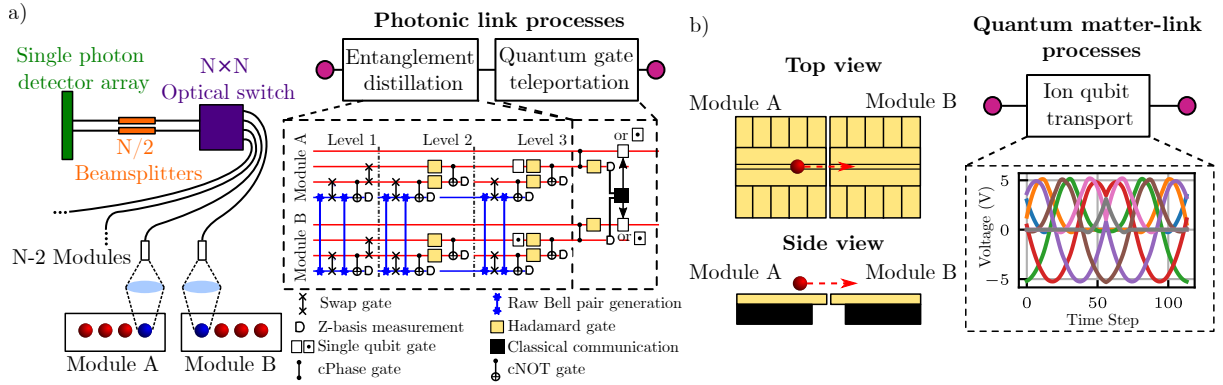 a)
Photonic link processes
Single photon
detector array
N×N
Optical switch
N/2
Beamsplitters
N-2 Modules
Module A
Module B
Entanglement
distillation
Quantum gate
teleportation
Level 1
Level 2
Level 3
or
Module A
Module B
or
Swap gate
Raw Bell pair generation
Z-basis measurement
Hadamard gate
Single qubit gate
Classical communication
cPhase gate
cNOT gate
b)
Quantum matter-link
processes
Top view
Module A
Module B
Side view
Module A
Module B
Ion qubit
transport
Voltage (V)
5
0
−5
0
50
100
Time Step